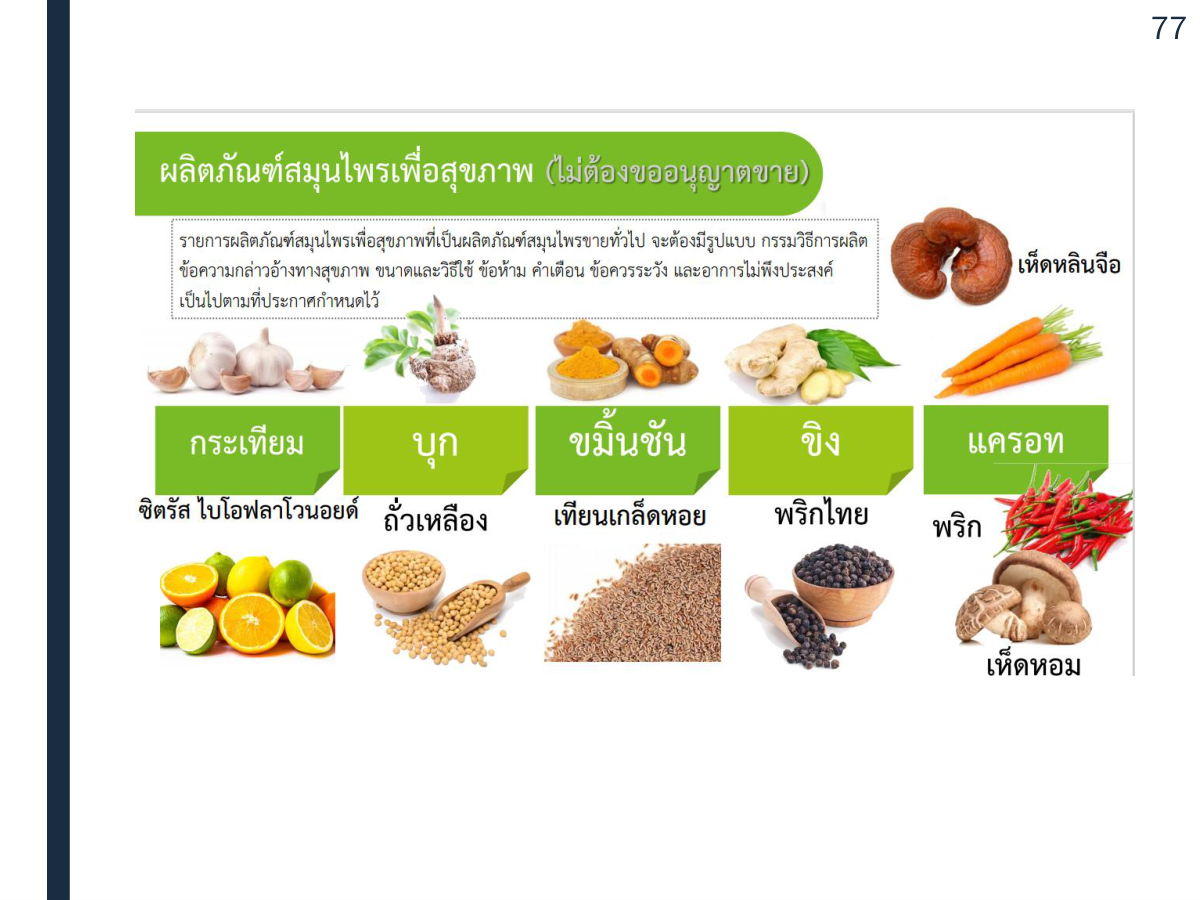 77
ผลิตภัณฑ์สมุนไพรเพื่อสุขภาพ (ไม่ต้องขออนุญาตขาย)
รายการผลิตภัณฑ์สมุนไพรเพื่อสุขภาพที่เป็นผลิตภัณฑ์สมุนไพรขายทั่วไป จะต้องมีรูปแบบ กรรมวิธีการผลิต
ข้อความกล่าวอ้างทางสุขภาพ ขนาดและวิธีใช้ ข้อห้าม คำเตือน ข้อควรระวัง และอาการไม่พึงประสงค์
เป็นไปตามที่ประกาศกำหนดไว้
เห็ดหลินจือ
กระเทียม
บุก
ขมิ้นชัน
ขิง
แครอท
ซิตรัส ไบโอฟลาโวนอยด์
ถั่วเหลือง
เทียนเกล็ดหอย
พริกไทย
พริก
เห็ดหอม